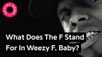 What Does The F Stand
For In Weezy F. Baby?